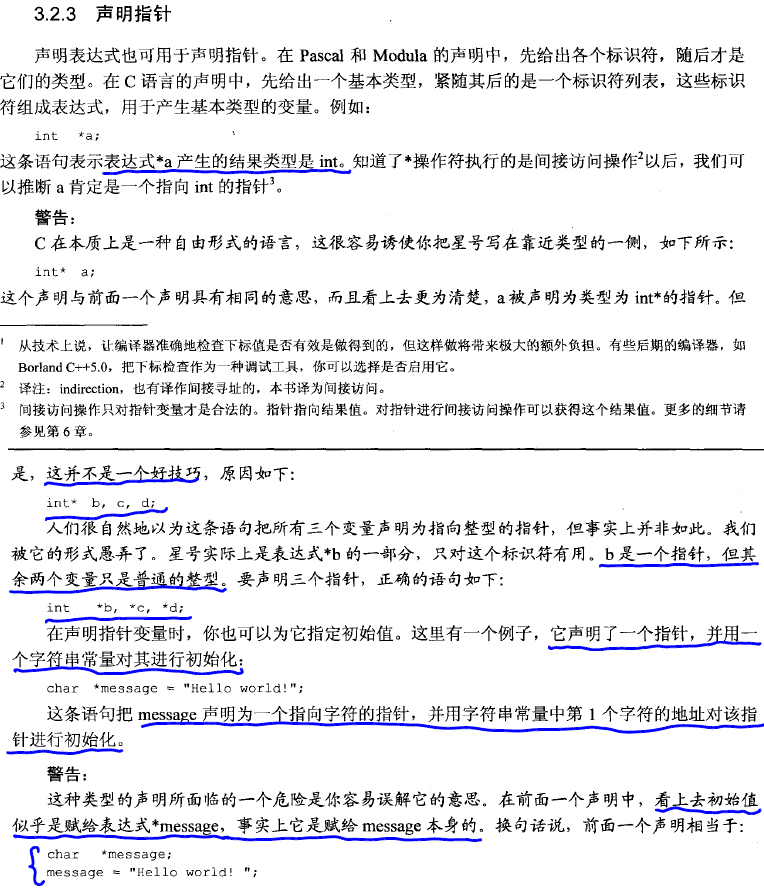 3.2.3 声明指针
声明表达式也可用于声明指针。在 Pascal 和 Modula 的声明中，先给出各个标识符，随后才是
它们的类型。在 C 语言的声明中，先给出一个基本类型，紧随其后的是一个标识符列表，这些标识
符组成表达式，用于产生基本类型的变量。例如：
int *a;
这条语句表示表达式*a 产生的结果类型是 int。知道了*操作符执行的是间接访问操作2以后，我们可
以推断 a 肯定是一个指向 int 的指针3。
警告：
C 在本质上是一种自由形式的语言，这很容易诱使你把星号写在靠近类型的一侧，如下所示：
int* a;
这个声明与前面一个声明具有相同的意思，而且看上去更为清楚，a 被声明为类型为 int*的指针。但
1 从技术上说，让编译器准确地检查下标值是否有效是做得到的，但这样做将带来极大的额外负担。有些后期的编译器，如
Borland C++5.0，把下标检查作为一种调试工具，你可以选择是否启用它。
2 译注：indirection，也有译作间接寻址的，本书译为间接访问。
3 间接访问操作只对指针变量才是合法的。指针指向结果值。对指针进行间接访问操作可以获得这个结果值。更多的细节请
参见第 6 章。
是，这并不是一个好技巧，原因如下：
int* b, c, d;
人们很自然地以为这条语句把所有三个变量声明为指向整型的指针，但事实上并非如此。我们
被它的形式愚弄了。星号实际上是表达式*b 的一部分，只对这个标识符有用。b 是一个指针，但其
余两个变量只是普通的整型。要声明三个指针，正确的语句如下：
int *b, *c, *d;
在声明指针变量时，你也可以为它指定初始值。这里有一个例子，它声明了一个指针，并用一
个字符串常量对其进行初始化：
char *message = "Hello world!";
这条语句把 message 声明为一个指向字符的指针，并用字符串常量中第 1 个字符的地址对该指
针进行初始化。
警告：
这种类型的声明所面临的一个危险是你容易误解它的意思。在前面一个声明中，看上去初始值
似乎是赋给表达式*message，事实上它是赋给 message 本身的。换句话说，前面一个声明相当于：
char *message;
message = "Hello world! ";